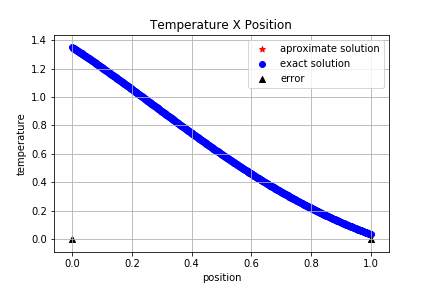 Temperature X Position
aproximate solution
exact solution
error
temperature
1.4
1.2
1.0
0.8
0.6
0.4
0.2
0.0
0.0 0.2 0.4 0.6 0.8 1.0
position